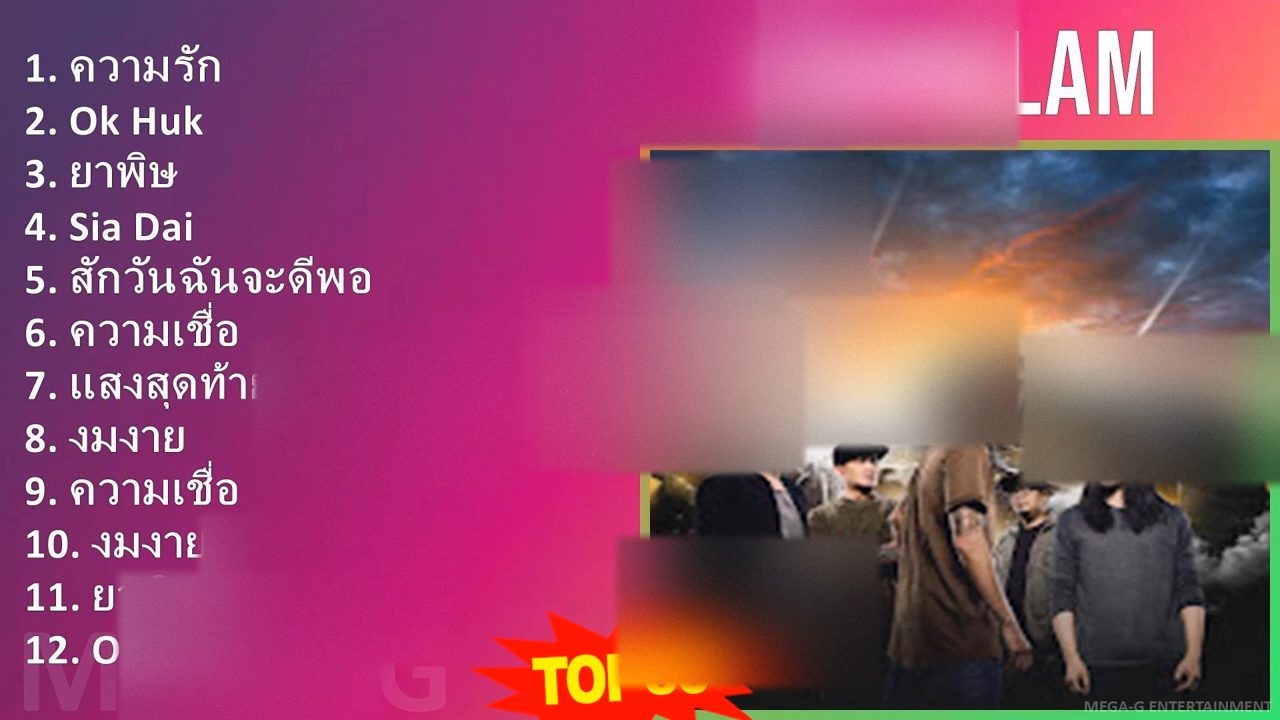 LAM
1. ความรัก
2. Ok Huk
3. ยาพิษ
4. Sia Dai
5. สักวันฉันจะดีพอ
6. ความเชื่อ
7. แสงสุดท้าย
8. งมงาย
9. ความเชื่อ
10. งมงาย
11.
12.
MEGA-G ENTERTAINMENT